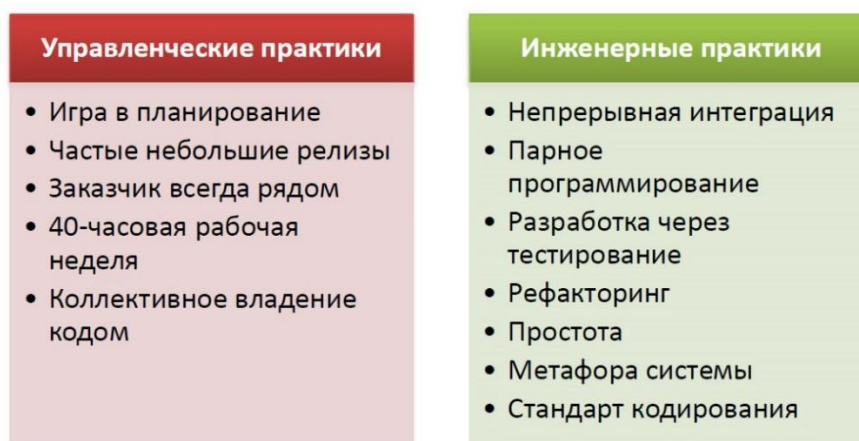 Управленческие практики
• Игра в планирование
• Частые небольшие релизы
• Заказчик всегда рядом
• 40-часовая рабочая
неделя
• Коллективное владение
кодом
Инженерные практики
• Непрерывная интеграция
• Парное
программирование
• Разработка через
тестирование
• Рефакторинг
• Простота
• Метафора системы
• Стандарт кодирования